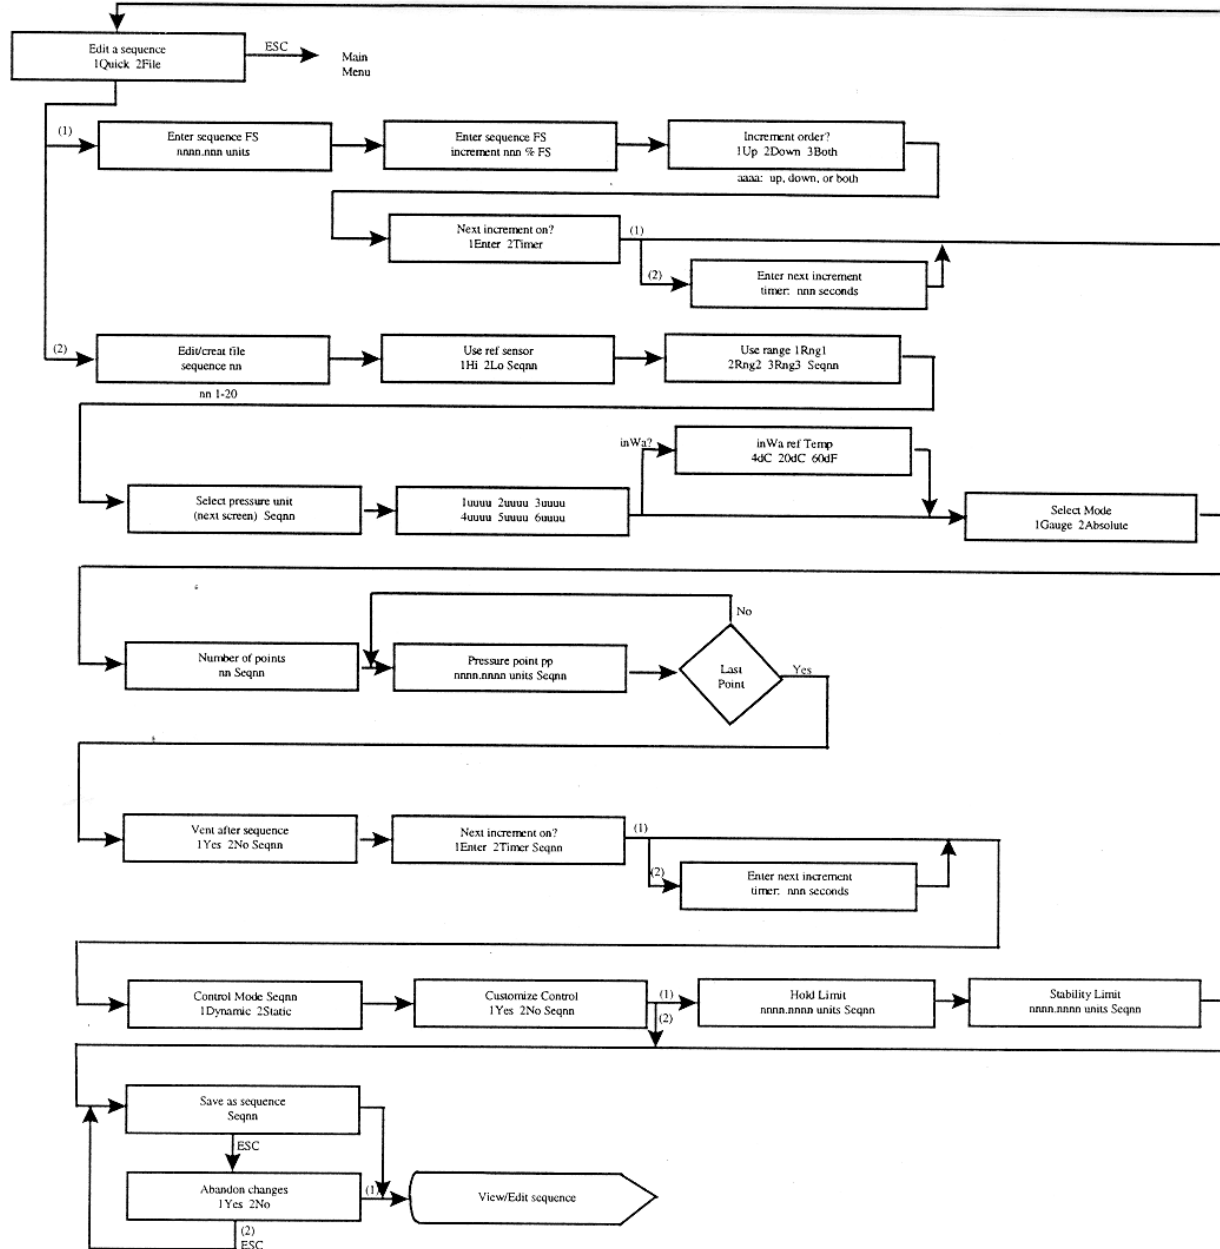 Edit a sequence
1Quick 2File
ESC
Main
Menu
(1)
Enter sequence FS
nnnn.nnn units
Enter sequence FS
increment nnn % FS
Increment order?
1Up 2Down 3Both
aaaa: up, down, or both
Next increment on?
1Enter 2Timer
(1)
(2)
Enter next increment
timer: nnn seconds
(2)
Edit/creat file
sequence nn
nn 1-20
Use ref sensor
1Hi 2Lo Seqnn
Use range 1Rng1
2Rng2 3Rng3 Seqnn
inWa?
inWa ref Temp
4dC 20dC 60dF
Select pressure unit
(next screen) Seqnn
1uuuu 2uuuu 3uuuu
4uuuu 5uuuu 6uuuu
Select Mode
1Gauge 2Absolute
No
Number of points
nn Seqnn
Pressure point pp
nnnn.nnnn units Seqnn
Last
Point
Yes
Vent after sequence
1Yes 2No Seqnn
Next increment on?
1Enter 2Timer Seqnn
(1)
(2)
Enter next increment
timer: nnn seconds
Control Mode Seqnn
1Dynamic 2Static
Customize Control
1Yes 2No Seqnn
(1)
(2)
Hold Limit
nnnn.nnnn units Seqnn
Stability Limit
nnnn.nnnn units Seqnn
Save as sequence
Seqnn
ESC
Abandon changes
1Yes 2No
(1)
View/Edit sequence
(2)
ESC